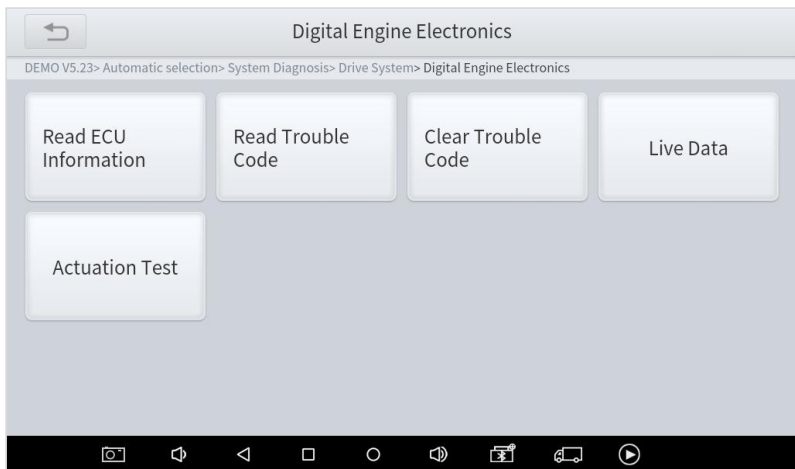 Digital Engine Electronics
DEMO V5.23> Automatic selection> System Diagnosis> Drive System> Digital Engine Electronics
Read ECU
Information
Read Trouble
Code
Clear Trouble
Code
Live Data
Actuation Test